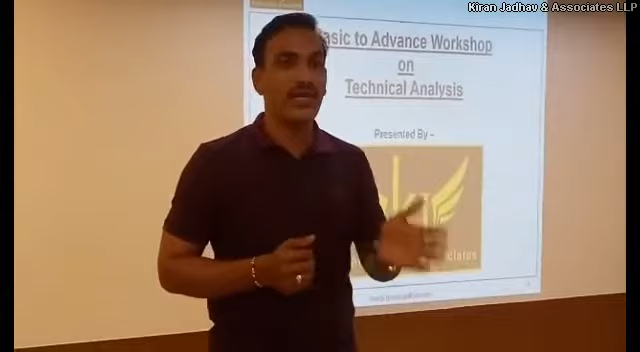 Kiran Jadhav & Associates LLP
asic to Advance Workshop
on
Technical Analysis
Presented By –
ciates